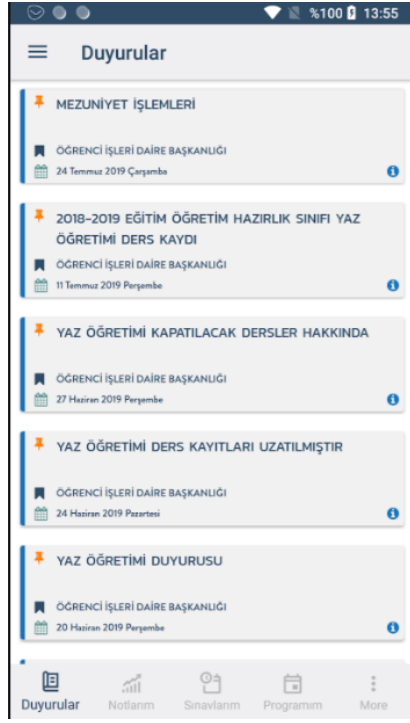 %100 13:55
Duyurular
MEZUNİYET İŞLEMLERİ
ÖĞRENCİ İŞLERİ DAİRE BAŞKANLIĞI
24 Temmuz 2019 Çarşamba
2018-2019 EĞİTİM ÖĞRETİM HAZIRLIK SINIFI YAZ
ÖĞRETİMİ DERS KAYDI
ÖĞRENCİ İŞLERİ DAİRE BAŞKANLIĞI
11 Temmuz 2019 Perşembe
YAZ ÖĞRETİMİ KAPATILACAK DERSLER HAKKINDA
ÖĞRENCİ İŞLERİ DAİRE BAŞKANLIĞI
27 Haziran 2019 Perşembe
YAZ ÖĞRETİMİ DERS KAYITLARI UZATILMIŞTIR
ÖĞRENCİ İŞLERİ DAİRE BAŞKANLIĞI
24 Haziran 2019 Pazartesi
YAZ ÖĞRETİMİ DUYURUSU
ÖĞRENCİ İŞLERİ DAİRE BAŞKANLIĞI
20 Haziran 2019 Perşembe
Duyurular Notlarım Sınavlarım Programım More